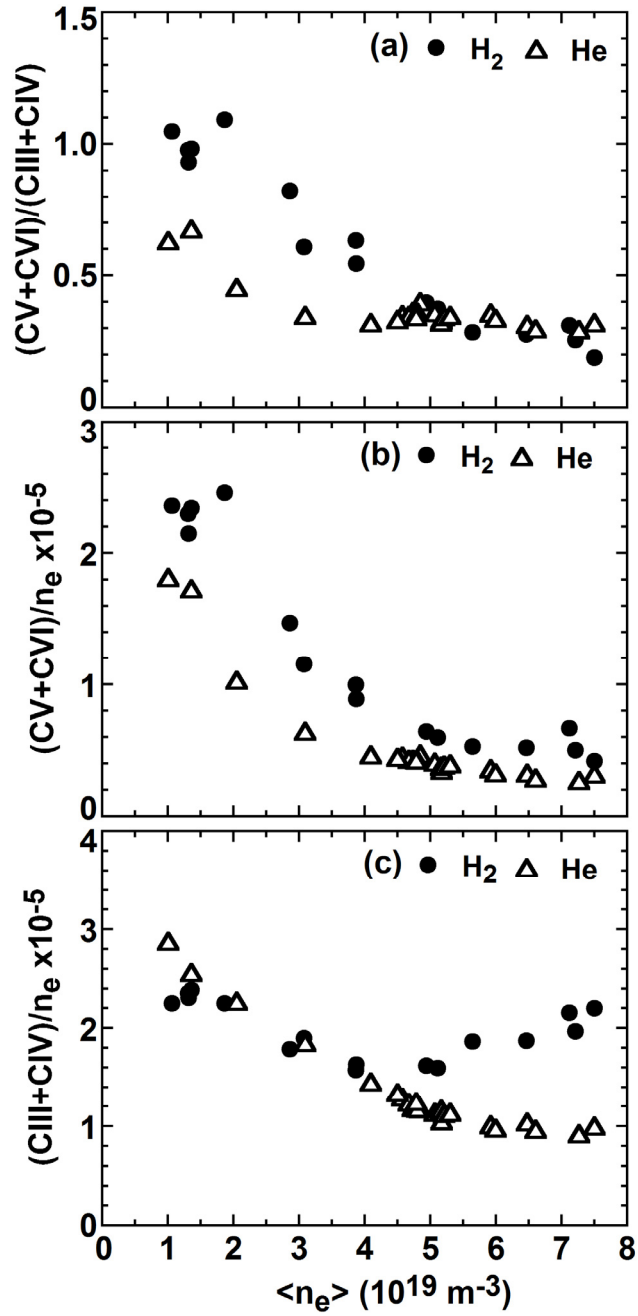 1.5
(a) ● H₂ △ He
1.0
0.5
0
(CV+CVI)/(CIII+CIV)
3
(b) ● H₂ △ He
2
1
0
(CV+CVI)/nₑ x10⁻⁵
4
(c) ● H₂ △ He
3
2
1
0
(CIII+CIV)/nₑ x10⁻⁵
0 1 2 3 4 5 6 7 8
<nₑ> (10¹⁹ m⁻³)